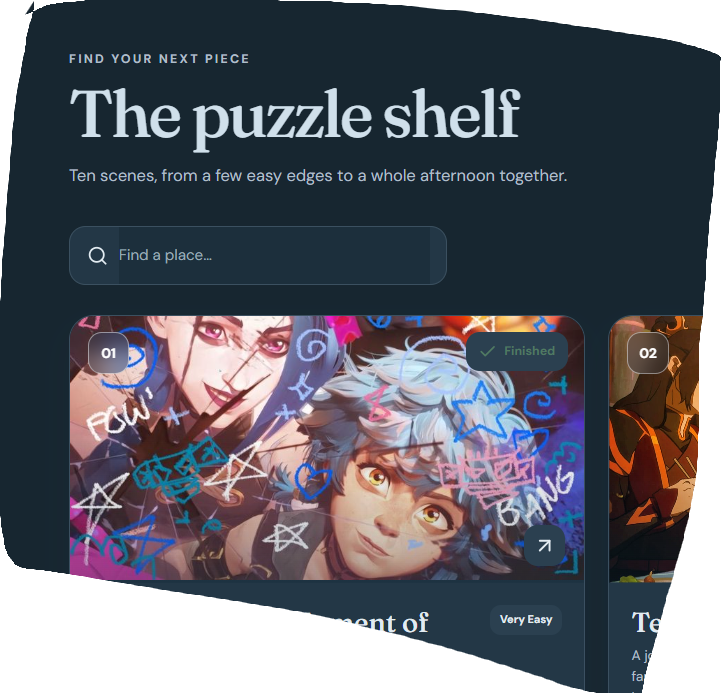 FIND YOUR NEXT PIECE
The puzzle shelf
Ten scenes, from a few easy edges to a whole afternoon together.
Find a place...
01
Finished
02
POW!
BANG
of
Very Easy
A